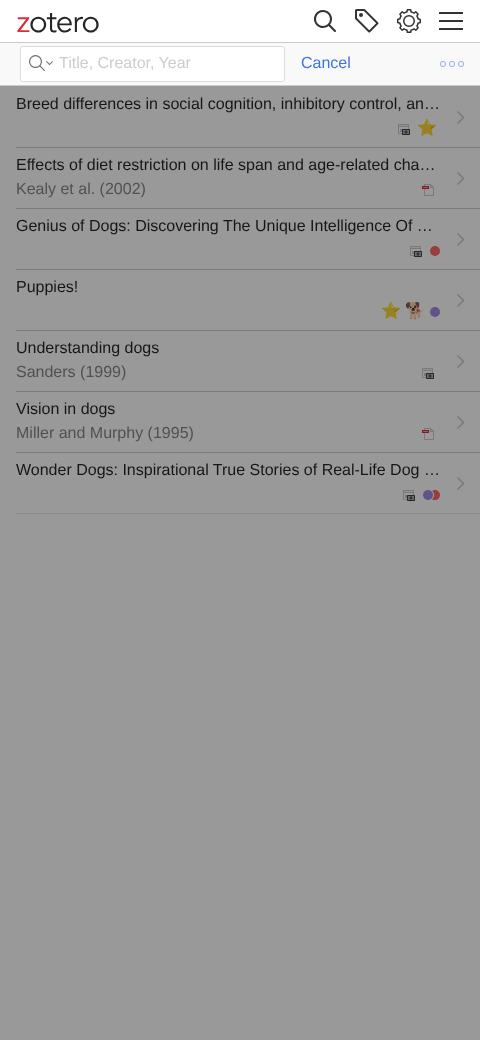 zotero
Title, Creator, Year
Cancel
Breed differences in social cognition, inhibitory control, an…
Effects of diet restriction on life span and age-related cha…
Kealy et al. (2002)
Genius of Dogs: Discovering The Unique Intelligence Of …
Puppies!
Understanding dogs
Sanders (1999)
Vision in dogs
Miller and Murphy (1995)
Wonder Dogs: Inspirational True Stories of Real-Life Dog …